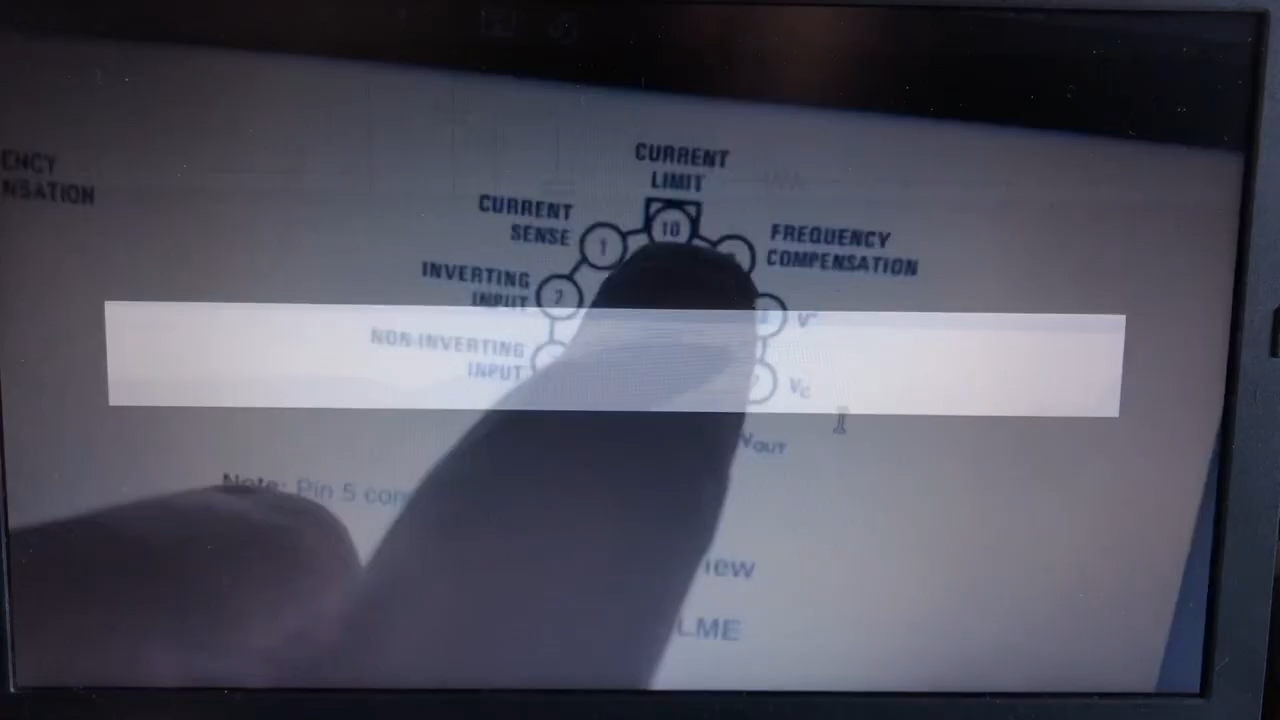 ENCY
NSATION
CURRENT
LIMIT
CURRENT
SENSE
10
1
FREQUENCY
COMPENSATION
INVERTING
INPUT
2
V+
NON-INVERTING
INPUT
7
VC
VOUT
Note: Pin 5 con
iew
LME